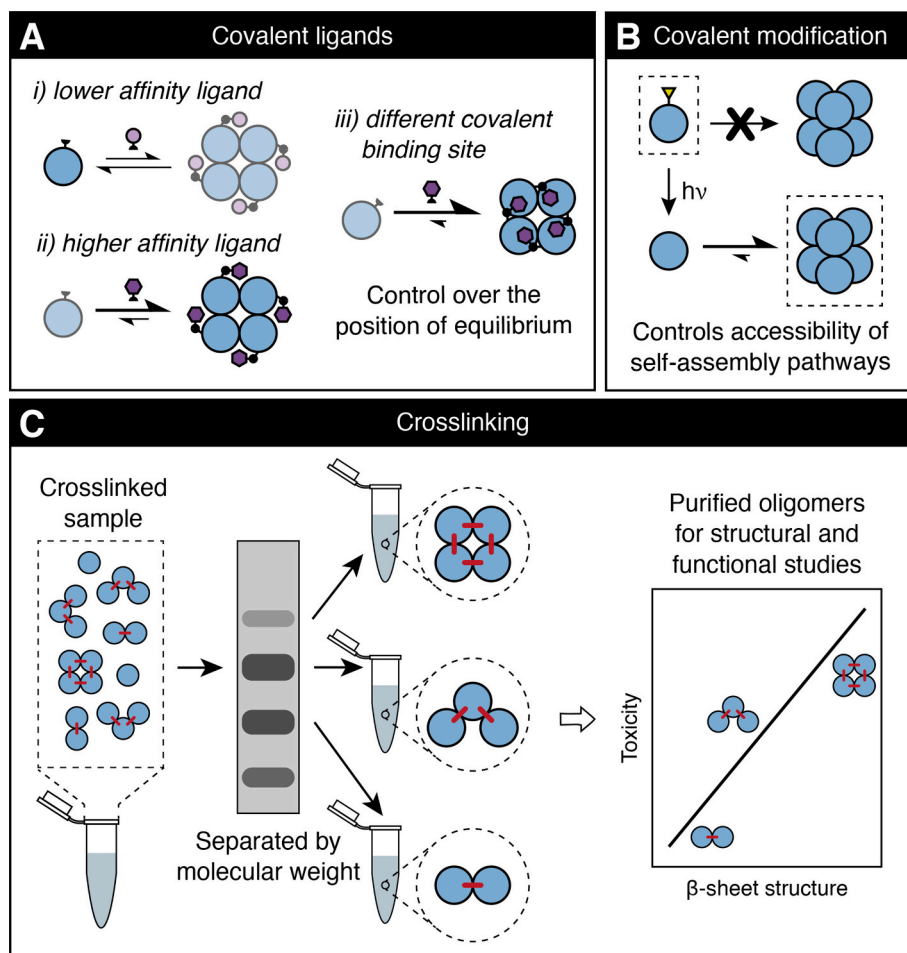 A
Covalent ligands
i) lower affinity ligand
ii) higher affinity ligand
iii) different covalent
binding site
Control over the
position of equilibrium
B
Covalent modification
hν
Controls accessibility of
self-assembly pathways
C
Crosslinking
Crosslinked
sample
Separated by
molecular weight
Purified oligomers
for structural and
functional studies
Toxicity
β-sheet structure